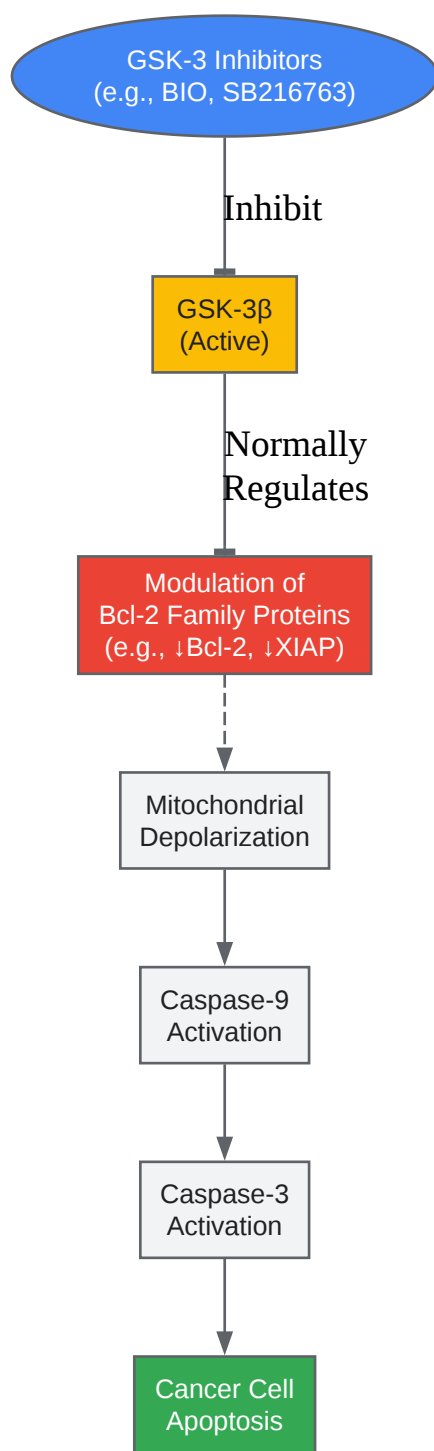 GSK-3 Inhibitors
(e.g., BIO, SB216763)
Inhibit
GSK-3β
(Active)
Normally
Regulates
Modulation of
Bcl-2 Family Proteins
(e.g., ↓Bcl-2, ↓XIAP)
Mitochondrial
Depolarization
Caspase-9
Activation
Caspase-3
Activation
Cancer Cell
Apoptosis